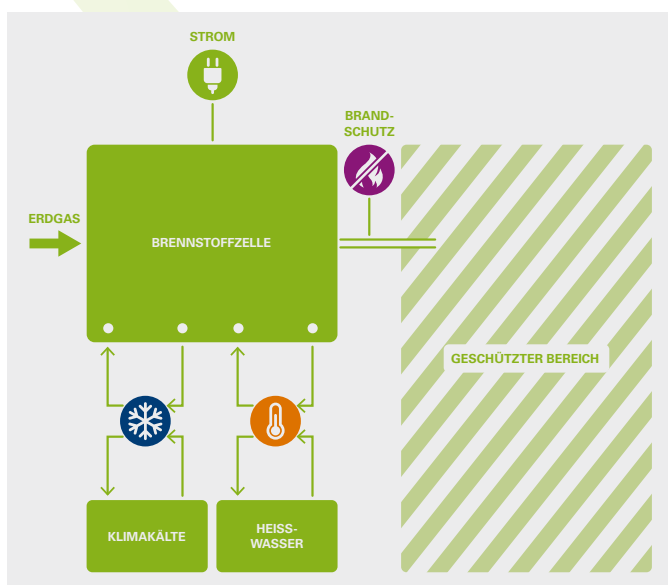 STROM
BRAND-
SCHUTZ
ERDGAS
BRENNSTOFFZELLE
GESCHÜTZTER BEREICH
KLIMAKÄLTE
HEISS-
WASSER